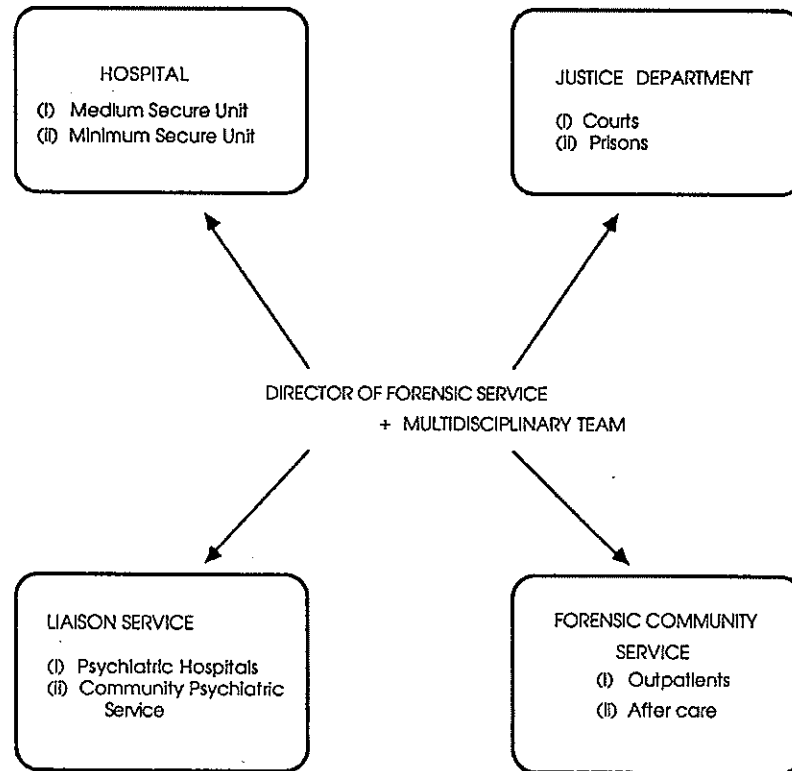 HOSPITAL
(i) Medium Secure Unit
(ii) Minimum Secure Unit
JUSTICE DEPARTMENT
(i) Courts
(ii) Prisons
DIRECTOR OF FORENSIC SERVICE
+ MULTIDISCIPLINARY TEAM
LIAISON SERVICE
(i) Psychiatric Hospitals
(ii) Community Psychiatric
Service
FORENSIC COMMUNITY
SERVICE
(i) Outpatients
(ii) After care